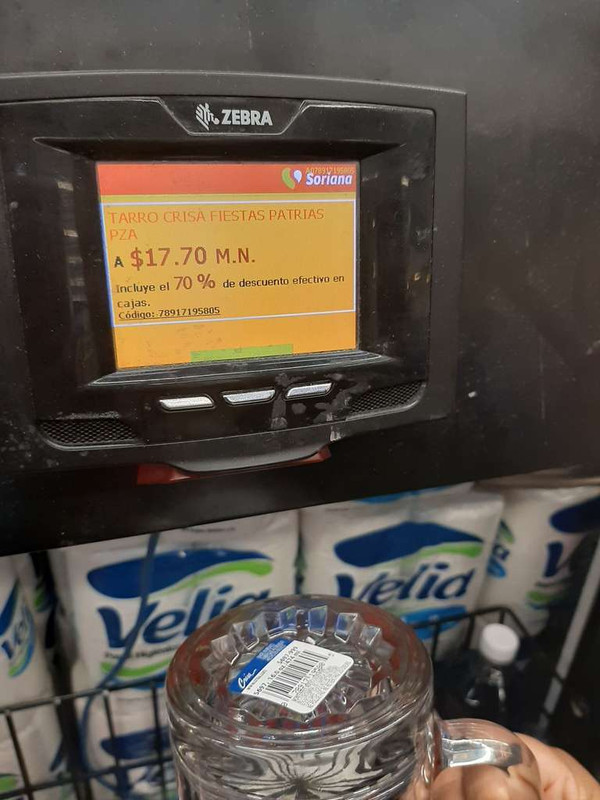 ZEBRA
Soriana
TARRO CRISA FIESTAS PATRIAS
PZA
A $17.70 M.N.
Incluye el 70 % de descuento efectivo en
cajas.
Código: 78917195805
Velia
Velia
Crisa